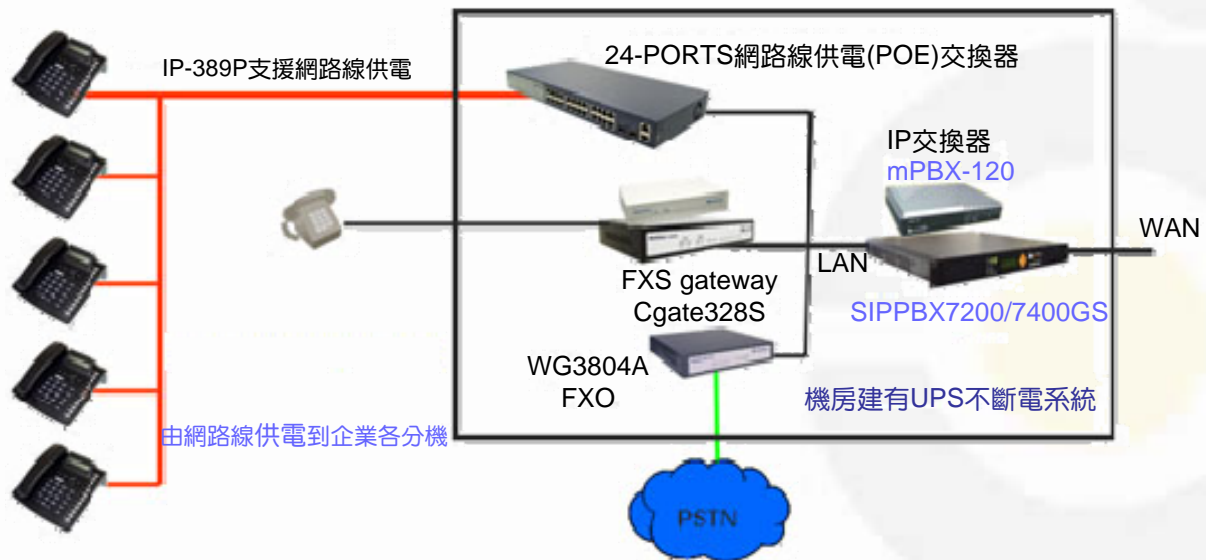 24-PORTS網路線供電(POE)交換器
IP-389P支援網路線供電
IP交換器
mPBX-120
WAN
LAN
FXS gateway
Cgate328S
SIPPBX7200/7400GS
WG3804A
FXO
機房建有UPS不斷電系統
由網路線供電到企業各分機
PSTN